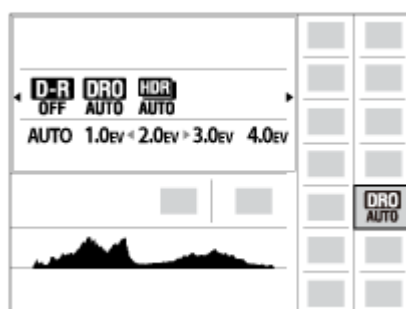 D-R DRO HDR
OFF AUTO AUTO
AUTO 1.0EV 2.0EV 3.0EV 4.0EV
DRO
AUTO